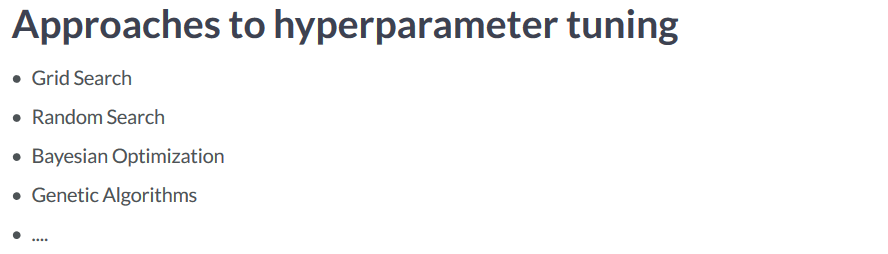 Approaches to hyperparameter tuning
• Grid Search
• Random Search
• Bayesian Optimization
• Genetic Algorithms
• ....